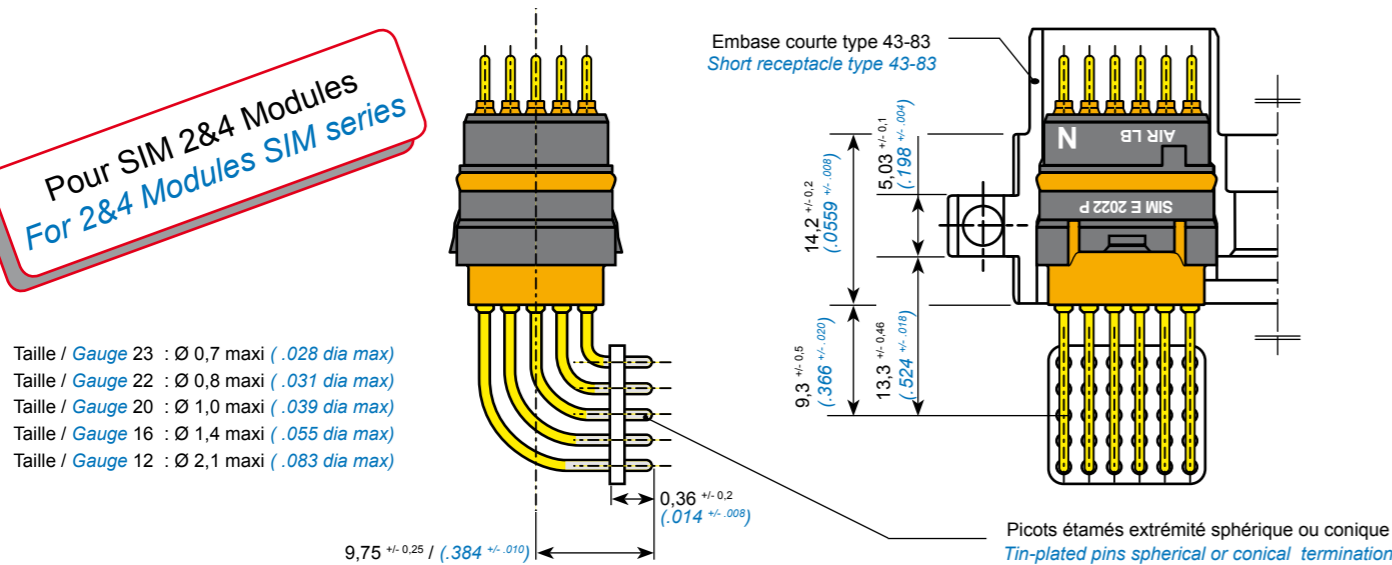 Pour SIM 2&4 Modules
For 2&4 Modules SIM series
Embase courte type 43-83
Short receptacle type 43-83
N
AIR LB
SIM E 2022 P
14,2 +/- 0,2
(.0559 +/- .008)
5,03 +/- 0,1
(.198 +/- .004)
9,3 +/- 0,5
(.366 +/- .020)
13,3 +/- 0,46
(.524 +/- .018)
Taille / Gauge 23 : Ø 0,7 maxi ( .028 dia max)
Taille / Gauge 22 : Ø 0,8 maxi ( .031 dia max)
Taille / Gauge 20 : Ø 1,0 maxi ( .039 dia max)
Taille / Gauge 16 : Ø 1,4 maxi ( .055 dia max)
Taille / Gauge 12 : Ø 2,1 maxi ( .083 dia max)
0,36 +/- 0,2
(.014 +/- .008)
9,75 +/- 0,25 / (.384 +/- .010)
Picots étamés extrémité sphérique ou conique
Tin-plated pins spherical or conical termination